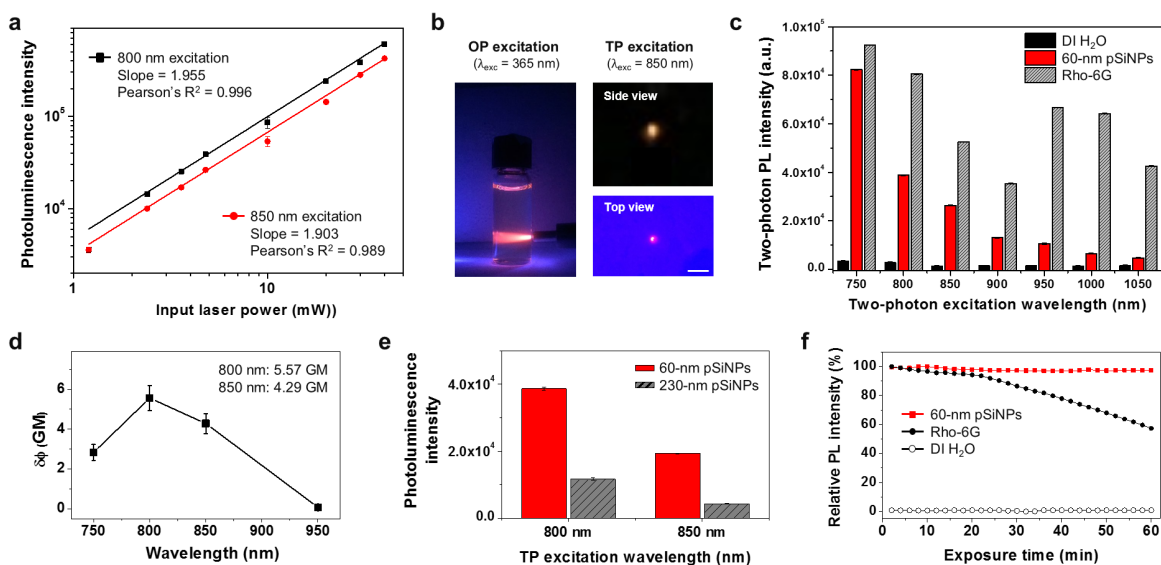 a
Photoluminescence intensity
10⁵
10⁴
800 nm excitation
Slope = 1.955
Pearson's R² = 0.996
850 nm excitation
Slope = 1.903
Pearson's R² = 0.989
1
10
Input laser power (mW))
b
OP excitation
(λexc = 365 nm)
TP excitation
(λexc = 850 nm)
Side view
Top view
c
Two-photon PL intensity (a.u.)
1.0x10⁵
8.0x10⁴
6.0x10⁴
4.0x10⁴
2.0x10⁴
0.0
DI H₂O
60-nm pSiNPs
Rho-6G
750 800 850 900 950 1000 1050
Two-photon excitation wavelength (nm)
d
δϕ (GM)
6
4
2
0
800 nm: 5.57 GM
850 nm: 4.29 GM
750 800 850 900 950
Wavelength (nm)
e
Photoluminescence
intensity
4.0x10⁴
2.0x10⁴
0.0
60-nm pSiNPs
230-nm pSiNPs
800 nm 850 nm
TP excitation wavelength (nm)
f
Relative PL intensity (%)
100
80
60
40
20
0
60-nm pSiNPs
Rho-6G
DI H₂O
0 10 20 30 40 50 60
Exposure time (min)